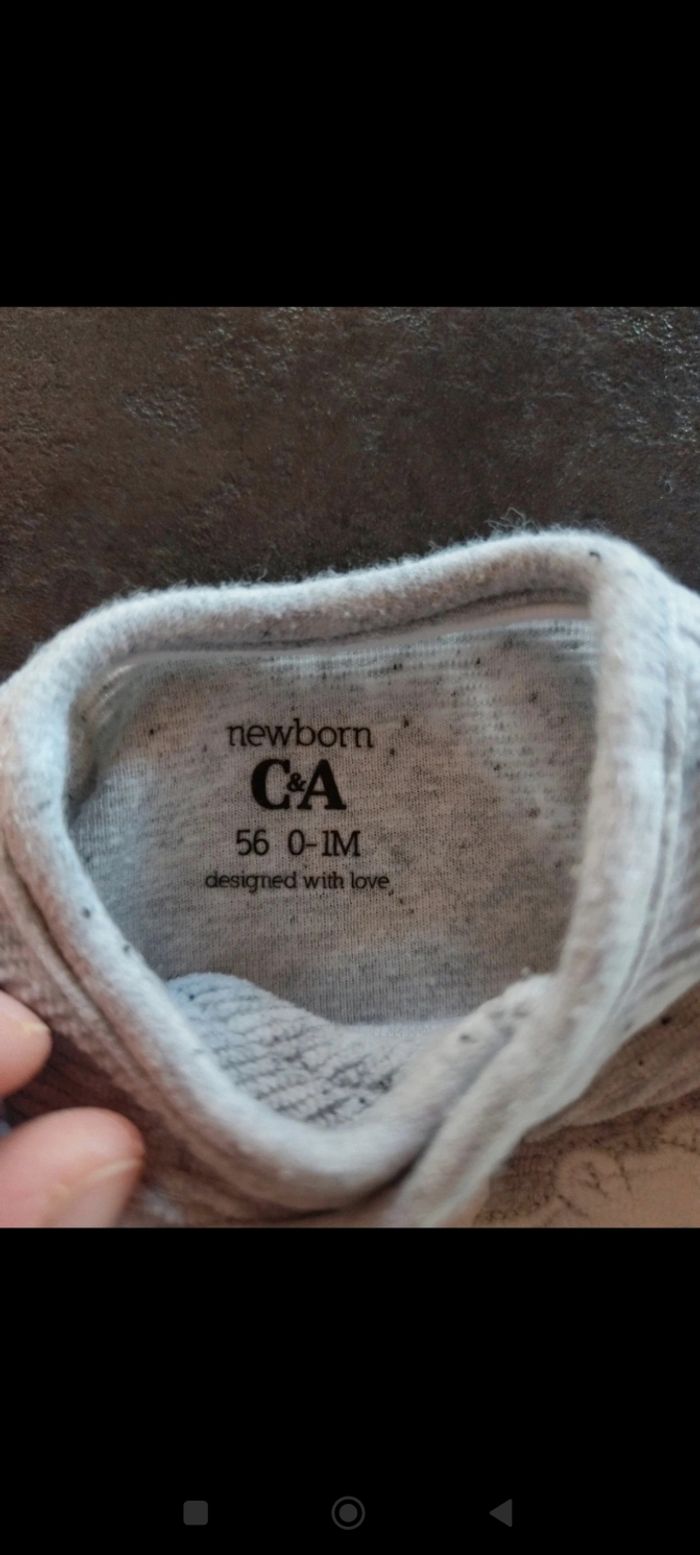 newborn
C&A
56 0-1M
designed with love